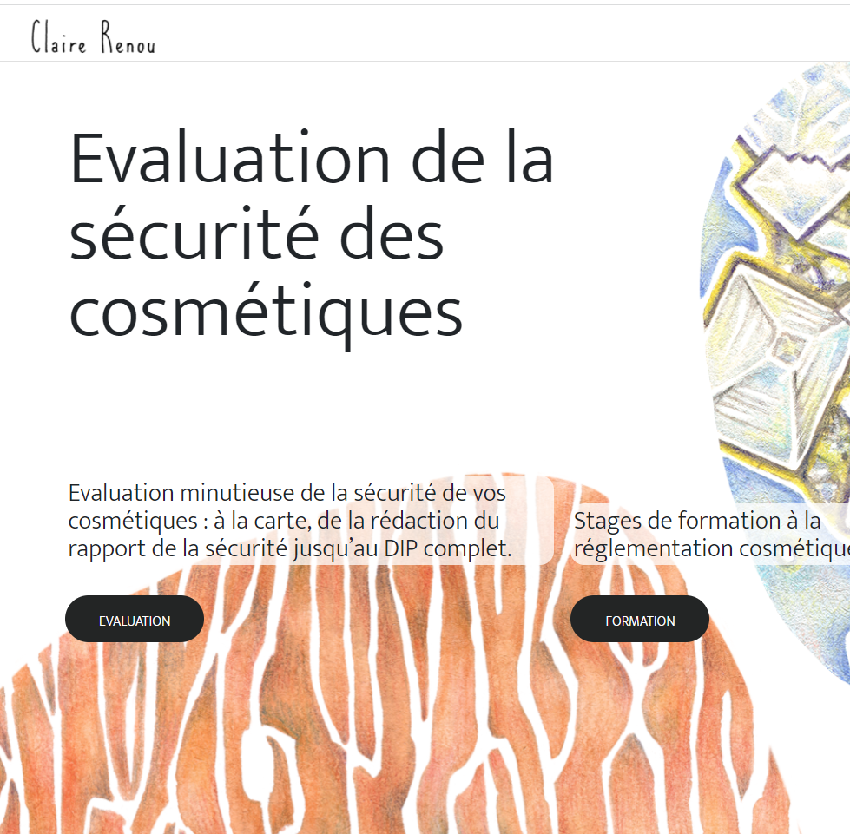 Claire Renou
Evaluation de la
sécurité des
cosmétiques
Evaluation minutieuse de la sécurité de vos
cosmétiques : à la carte, de la rédaction du
rapport de la sécurité jusqu’au DIP complet.
EVALUATION
Stages de formation à la
réglementation cosmétique
FORMATION